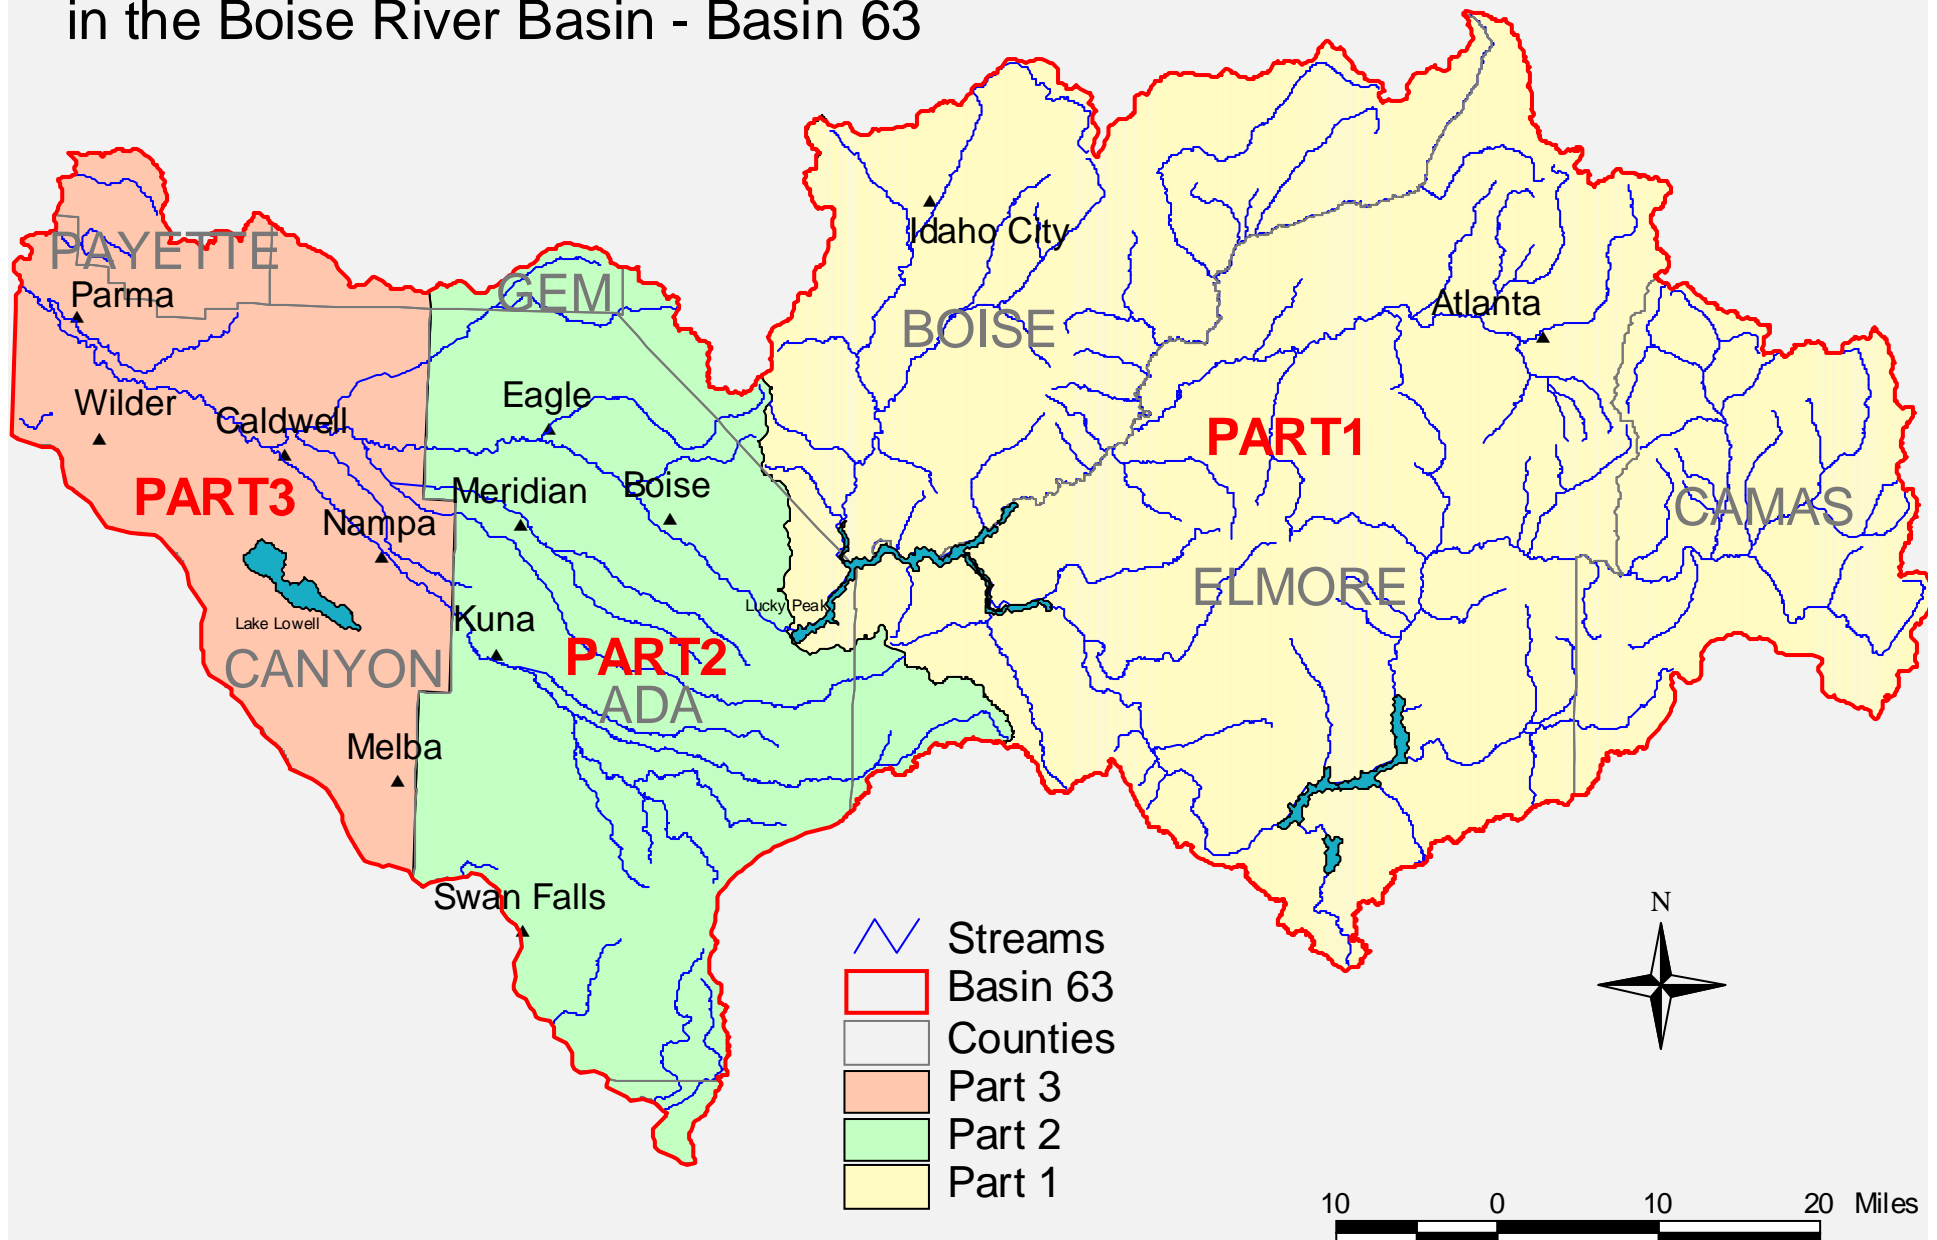 in the Boise River Basin - Basin 63
Idaho City
PAYETTE
GEM
Parma
Atlanta
BOISE
Wilder
Eagle
Caldwell
PART1
PART3
Meridian
Boise
Nampa
CAMAS
ELMORE
Lucky Peak
Lake Lowell
Kuna
CANYON
PART2
ADA
Melba
Swan Falls
N
Streams
Basin 63
Counties
Part 3
Part 2
Part 1
10 0 10 20 Miles